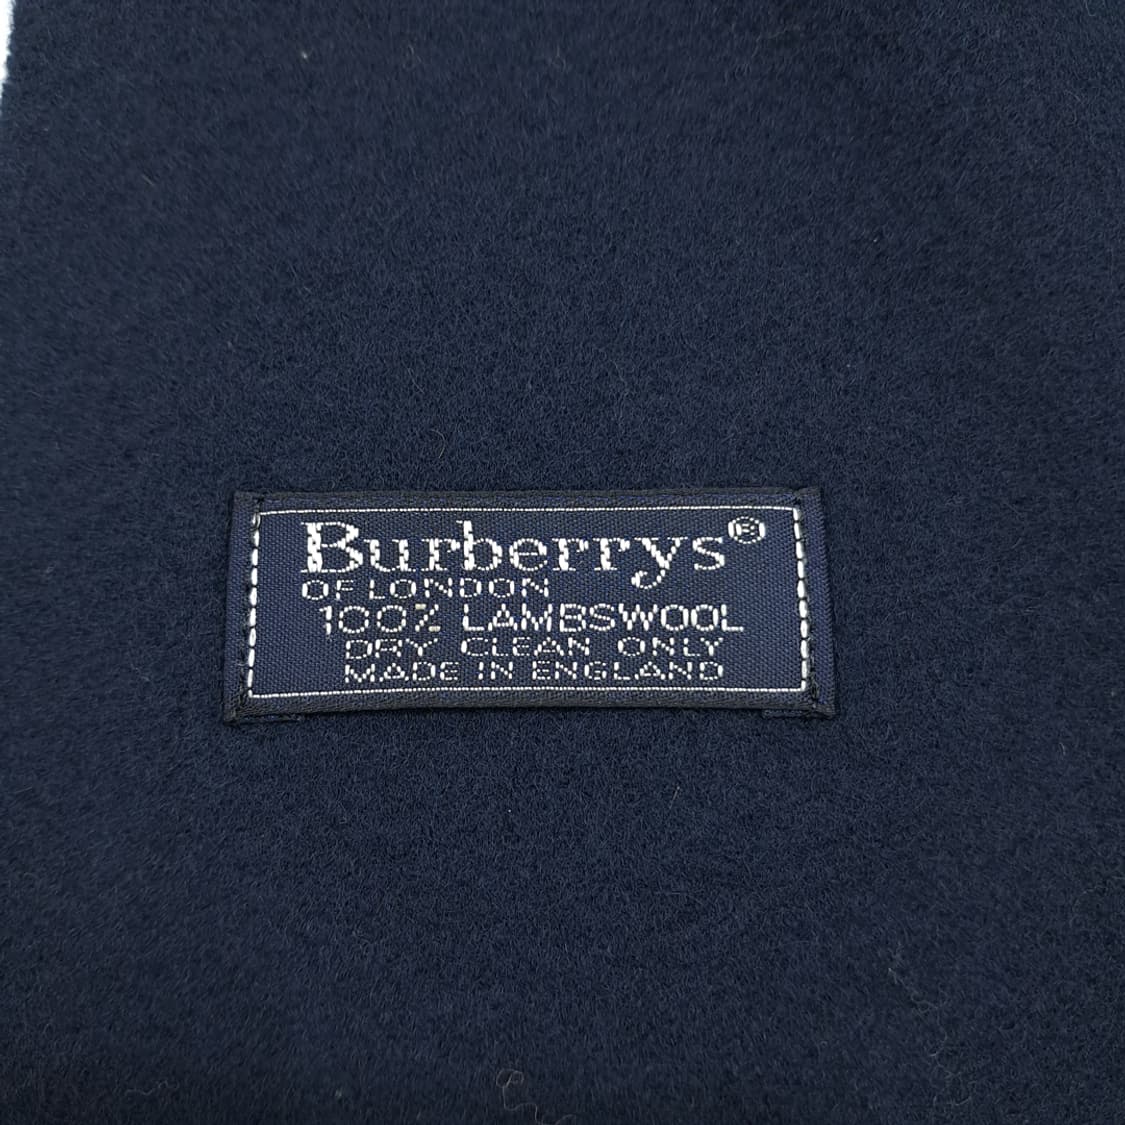 Burberrys®
OF LONDON
100% LAMBSWOOL
DRY CLEAN ONLY
MADE IN ENGLAND